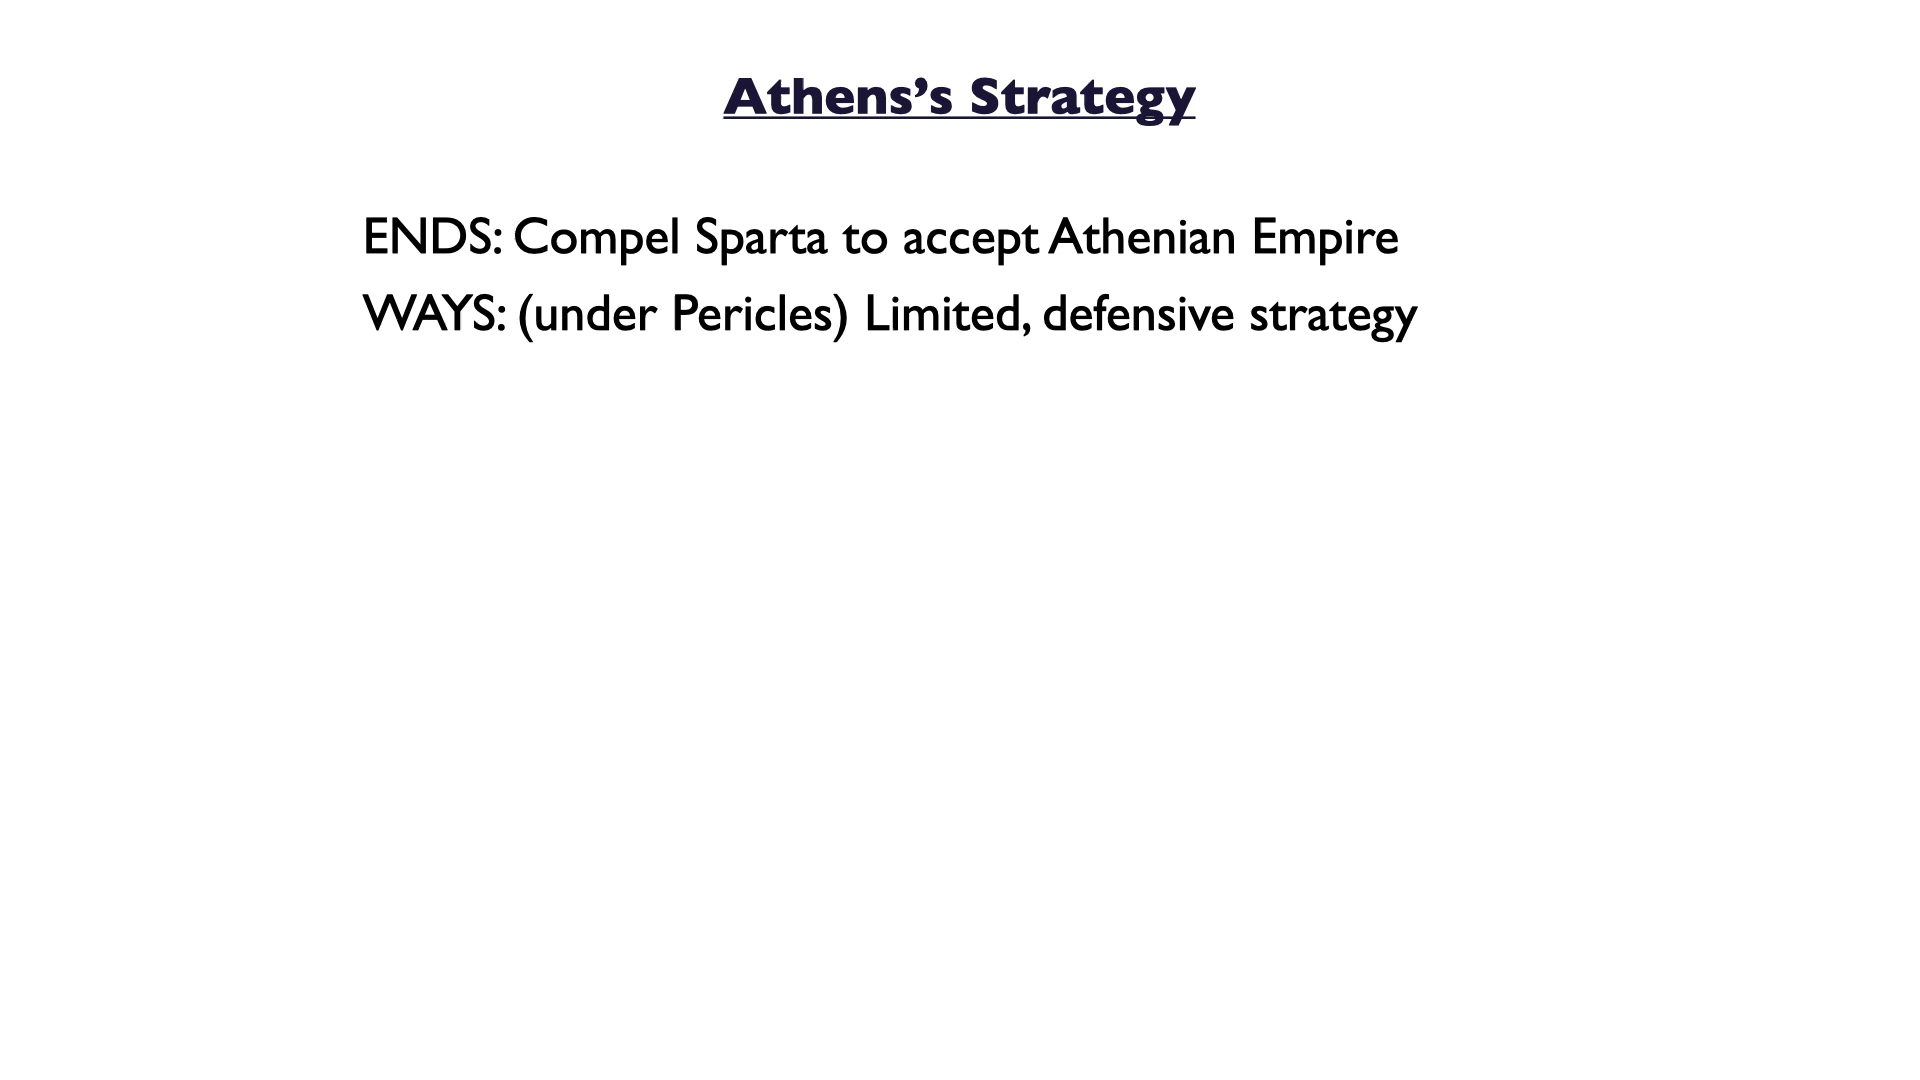 Athens’s Strategy
ENDS: Compel Sparta to accept Athenian Empire
WAYS: (under Pericles) Limited, defensive strategy